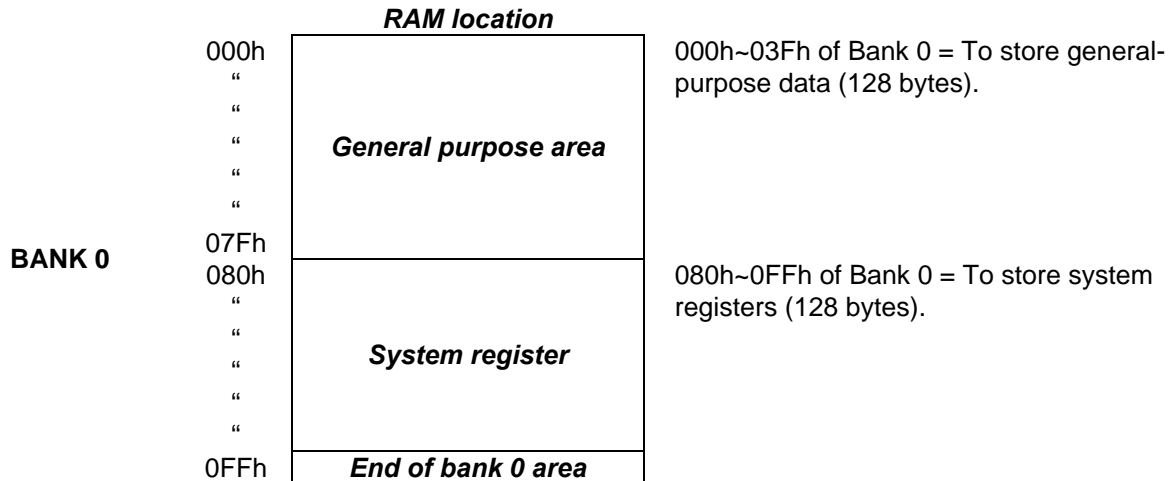 RAM location
000h
“
“
“
“
“
07Fh
General purpose area
000h~03Fh of Bank 0 = To store general-
purpose data (128 bytes).
BANK 0
080h
“
“
“
“
“
System register
080h~0FFh of Bank 0 = To store system
registers (128 bytes).
0FFh
End of bank 0 area